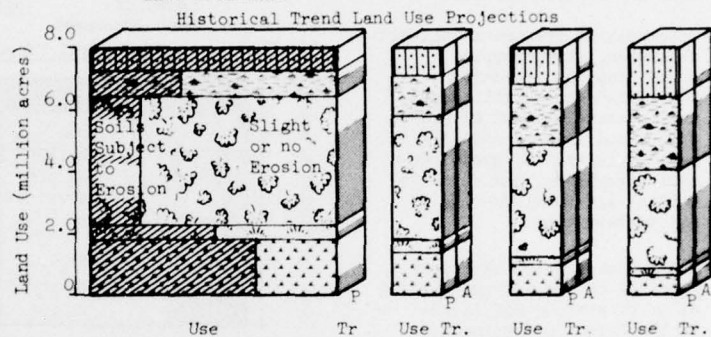 Historical Trend Land Use Projections
Land Use (million acres)
8.0
6.0
4.0
2.0
0
Soils
Subject
to
Erosion
Slight
or no
Erosion
P
P A
P A
P A
Use Tr
Use Tr.
Use Tr.
Use Tr.